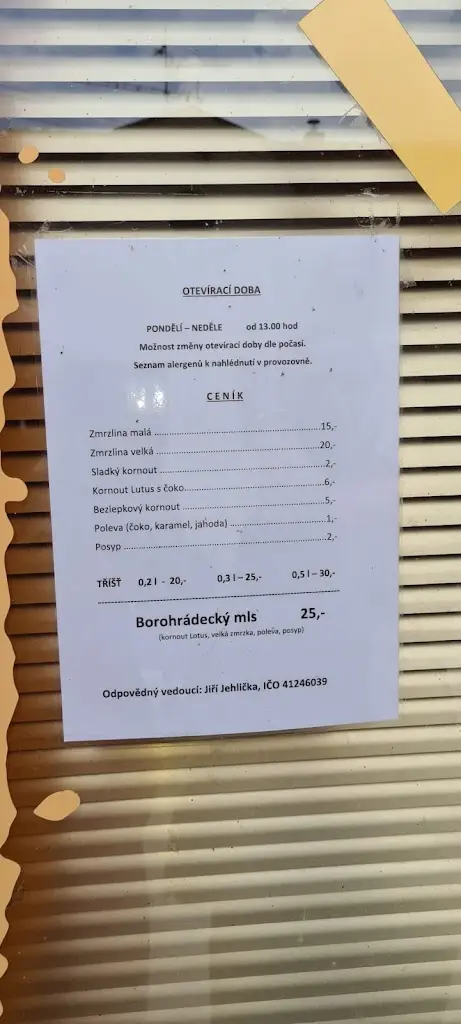 OTEVÍRACÍ DOBA
PONDĚLÍ – NEDĚLE od 13.00 hod
Možnost změny otevírací doby dle počasí.
Seznam alergenů k nahlédnutí v provozovně.
CENÍK
Zmrzlina malá ........................................................ 15,-
Zmrzlina velká ....................................................... 20,-
Sladký kornout ....................................................... 2,-
Kornout Lutus s čoko................................................ 6,-
Bezlepkový kornout .................................................. 5,-
Poleva (čoko, karamel, jahoda) ...................................... 1,-
Posyp ................................................................ 2,-
TŘÍŠŤ 0,2 l - 20,- 0,3 l – 25,- 0,5 l – 30,-
Borohrádecký mls 25,-
(kornout Lotus, velká zmrzka, poleva, posyp)
Odpovědný vedoucí: Jiří Jehlička, IČO 41246039